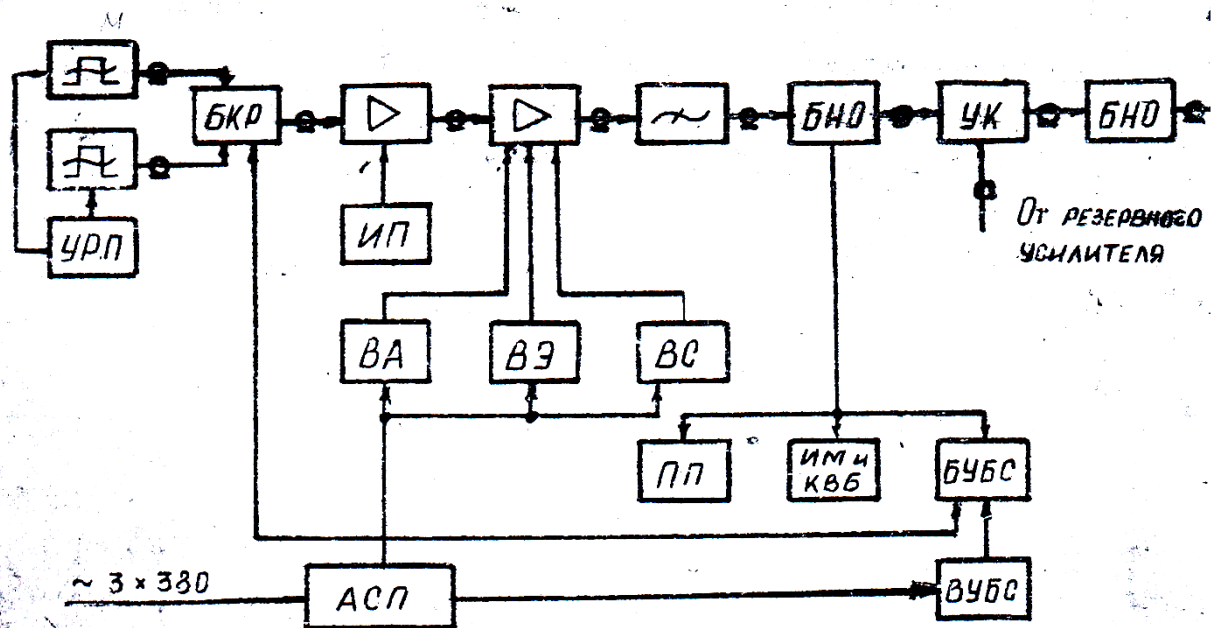 М
БКР
БНО
УК
БНО
УРП
ИП
От РЕЗЕРВНОГО
УСИЛИТЕЛЯ
ВА
ВЭ
ВС
ПП
ИМ и
КВБ
БУБС
~ 3 × 380
АСП
ВУБС